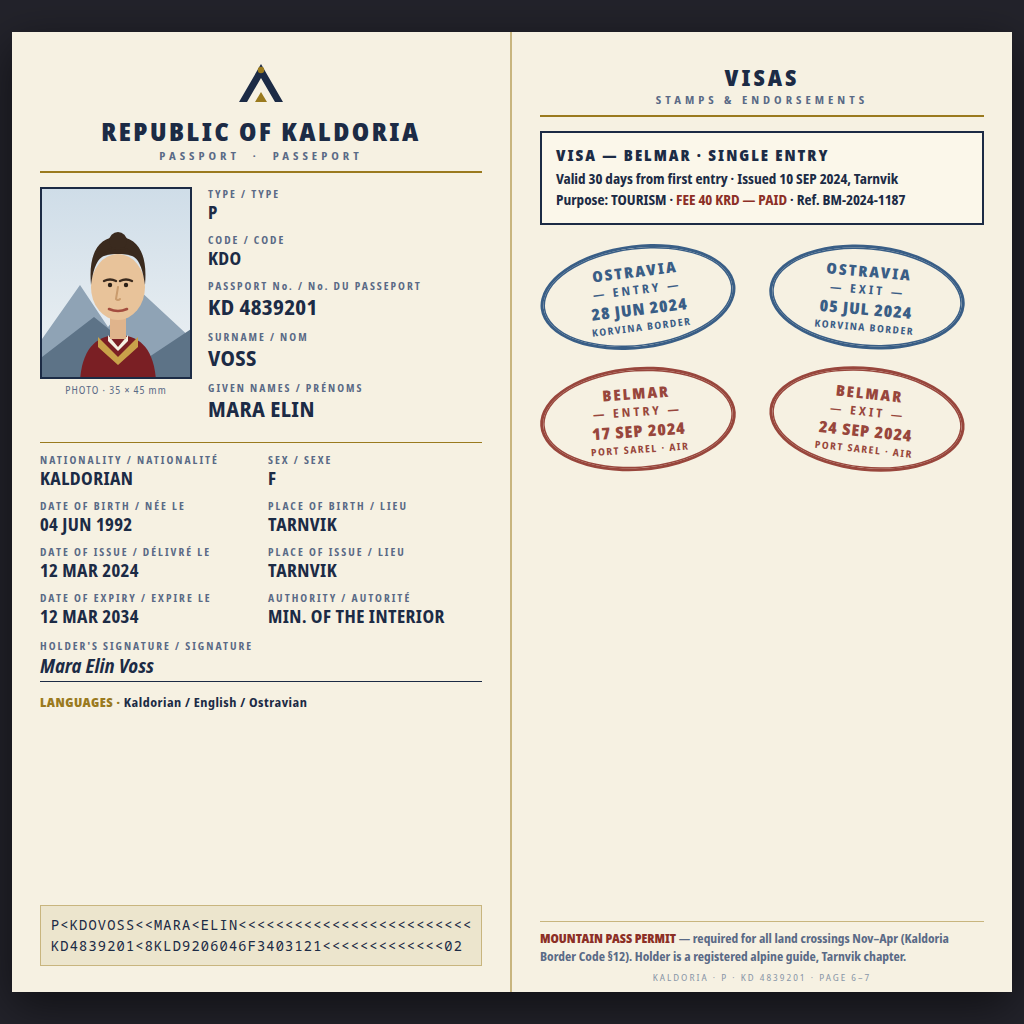 REPUBLIC OF KALDORIA
PASSPORT · PASSEPORT
TYPE / TYPE
P
CODE / CODE
KDO
PASSPORT No. / No. DU PASSEPORT
KD 4839201
SURNAME / NOM
VOSS
GIVEN NAMES / PRÉNOMS
MARA ELIN
PHOTO · 35 × 45 mm
NATIONALITY / NATIONALITÉ
KALDORIAN
SEX / SEXE
F
DATE OF BIRTH / NÉE LE
04 JUN 1992
PLACE OF BIRTH / LIEU
TARNVIK
DATE OF ISSUE / DÉLIVRÉ LE
12 MAR 2024
PLACE OF ISSUE / LIEU
TARNVIK
DATE OF EXPIRY / EXPIRE LE
12 MAR 2034
AUTHORITY / AUTORITÉ
MIN. OF THE INTERIOR
HOLDER'S SIGNATURE / SIGNATURE
Mara Elin Voss
LANGUAGES · Kaldorian / English / Ostravian
P<KDOVOSS<<MARA<ELIN<<<<<<<<<<<<<<<<<<<<<<<<<
KD4839201<8KLD9206046F3403121<<<<<<<<<<<<<02
VISAS
STAMPS & ENDORSEMENTS
VISA — BELMAR · SINGLE ENTRY
Valid 30 days from first entry · Issued 10 SEP 2024, Tarnvik
Purpose: TOURISM · FEE 40 KRD — PAID · Ref. BM-2024-1187
OSTRAVIA
— ENTRY —
28 JUN 2024
KORVINA BORDER
OSTRAVIA
— EXIT —
05 JUL 2024
KORVINA BORDER
BELMAR
— ENTRY —
17 SEP 2024
PORT SAREL · AIR
BELMAR
— EXIT —
24 SEP 2024
PORT SAREL · AIR
MOUNTAIN PASS PERMIT — required for all land crossings Nov–Apr (Kaldoria
Border Code §12). Holder is a registered alpine guide, Tarnvik chapter.
KALDORIA · P · KD 4839201 · PAGE 6–7